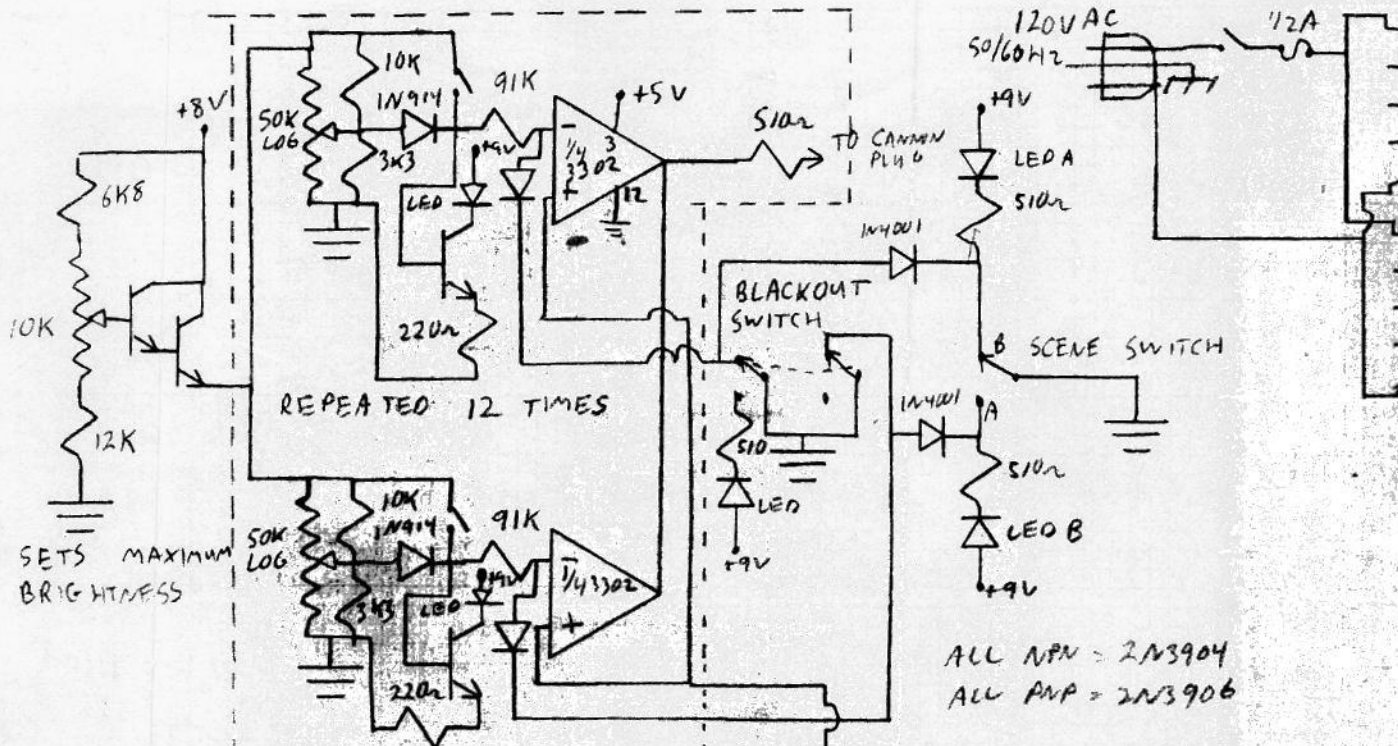 120V AC
50/60Hz
1/2A
+8V
6K8
10K
12K
SETS MAXIMUM
BRIGHTNESS
50K
LOG
10K
1N914
3K3
91K
+9V
LED
220Ω
-
1/4
3302
+
3
12
+5V
510Ω
TO CANNON
PLUG
REPEATED 12 TIMES
BLACKOUT
SWITCH
510
LED
+9V
1N4001
+9V
LED A
510Ω
B SCENE SWITCH
A
1N4001
510Ω
LED B
+9V
50K
LOG
10K
1N914
3K3
91K
+9V
LED
220Ω
-
1/4 3302
+
ALL NPN = 2N3904
ALL PNP = 2N3906